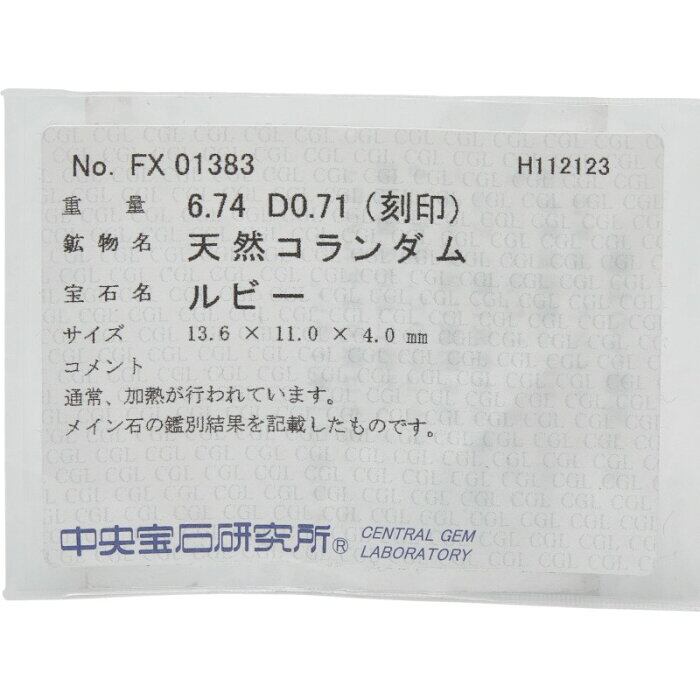 No. FX 01383 H112123
重 量 6.74 D0.71 (刻印)
鉱物名 天然コランダム
宝石名 ルビー
サイズ 13.6 × 11.0 × 4.0 mm
コメント
通常、加熱が行われています。
メイン石の鑑別結果を記載したものです。
中央宝石研究所® CENTRAL GEM
LABORATORY